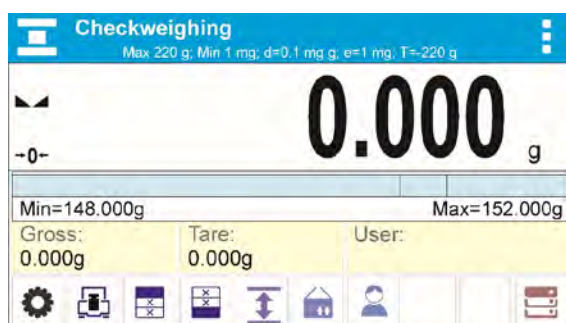 Checkweighing
Max 220 g; Min 1 mg; d=0.1 mg g; e=1 mg; T=-220 g
0.000 g
→0←
Min=148.000g Max=152.000g
Gross: Tare: User:
0.000g 0.000g